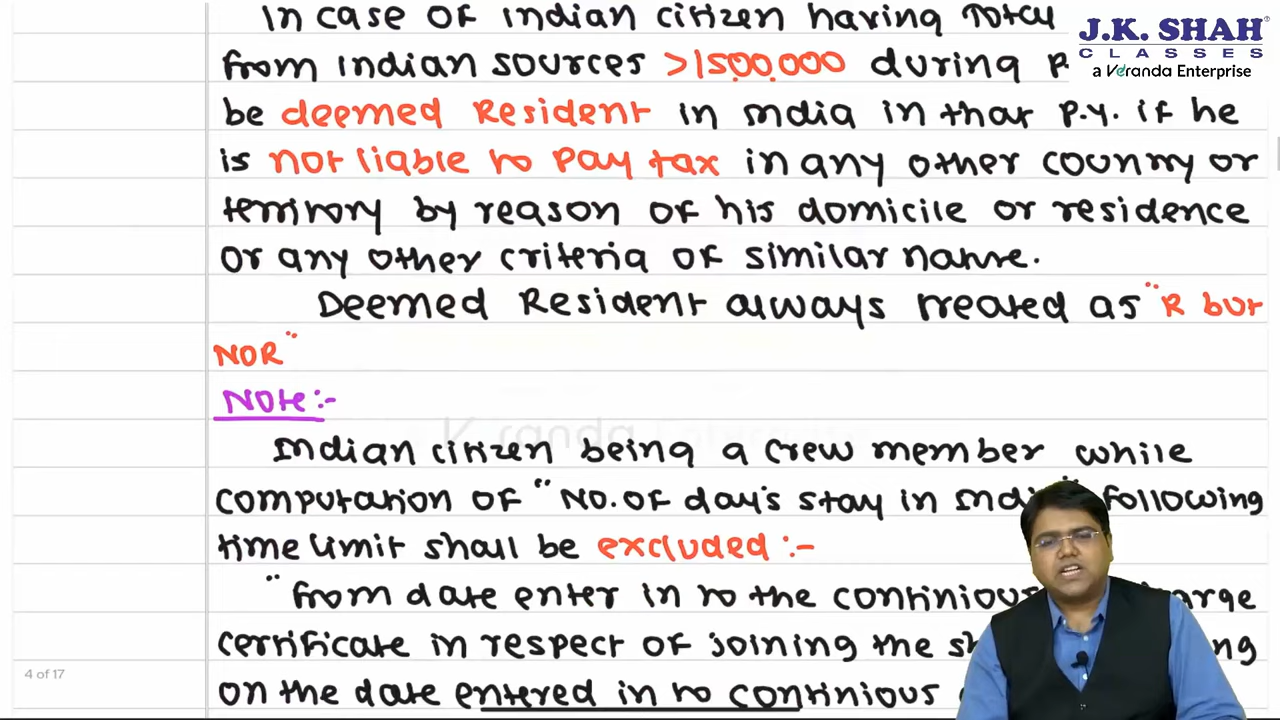 In case of Indian citizen having Total
J.K. SHAH
CLASSES
a Veranda Enterprise
from Indian sources >1500,000 during P
be deemed Resident in India in that P.Y. if he
is not liable to pay tax in any other country or
territory by reason of his domicile or residence
or any other criteria of similar nature.
Deemed Resident always treated as "R but
NOR"
Note:-
Indian citizen being a crew member while
computation of "No. of day's stay in India" following
time limit shall be excluded :-
"from date enter in to the
certificate in respect of joining the
on the date entered in to continious
4 of 17